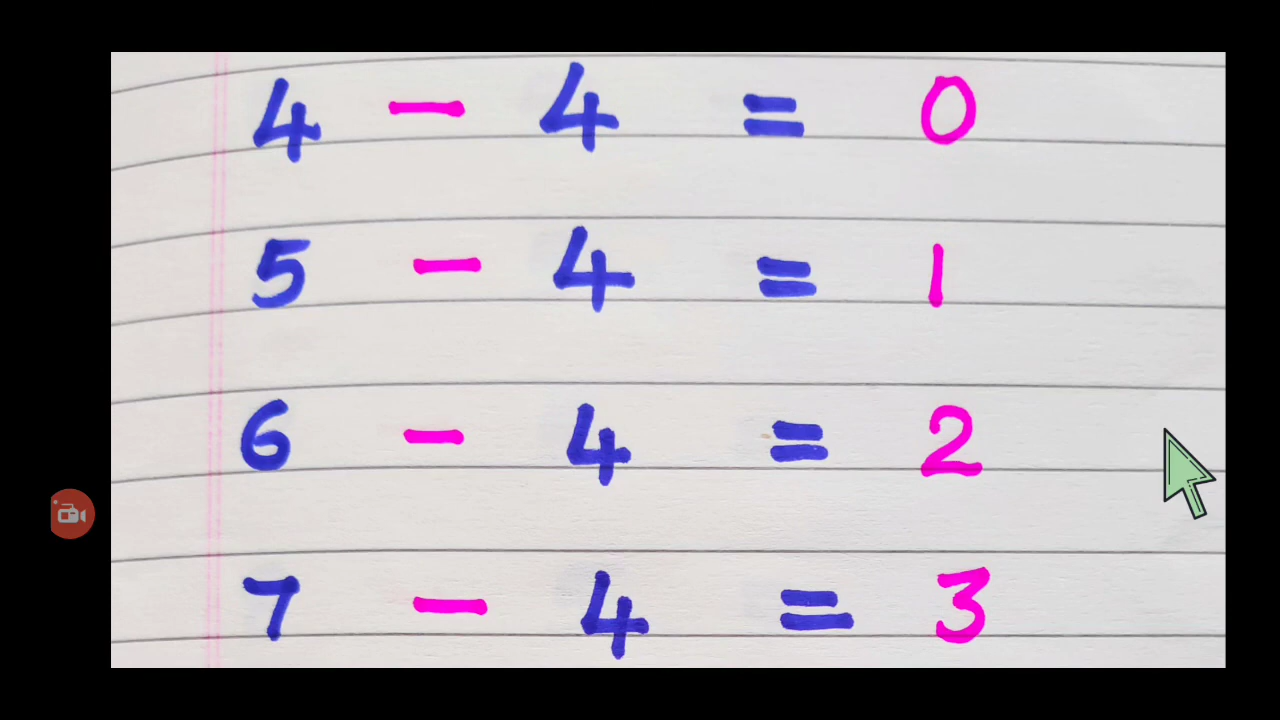 4 - 4 = 0
5 - 4 = 1
6 - 4 = 2
7 - 4 = 3